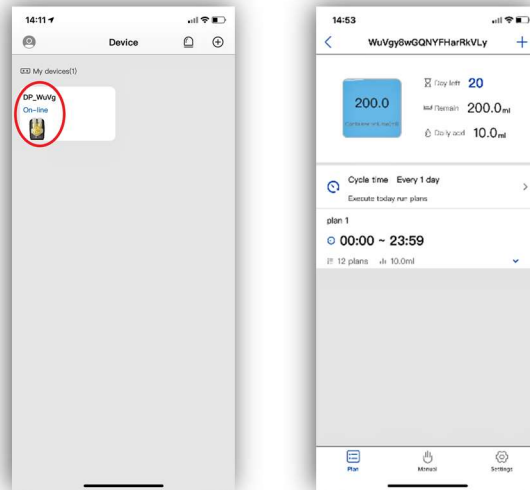 14:11
Device
My devices(1)
DP_WuVg
On-line
14:53
WuVgy8wGQNYFHarRkVLy
200.0
Day left 20
Remain 200.0ml
Daily add 10.0ml
Cycle time Every 1 day
Execute today run plans
plan 1
00:00 ~ 23:59
12 plans 10.0ml
Plan
Manual
Settings